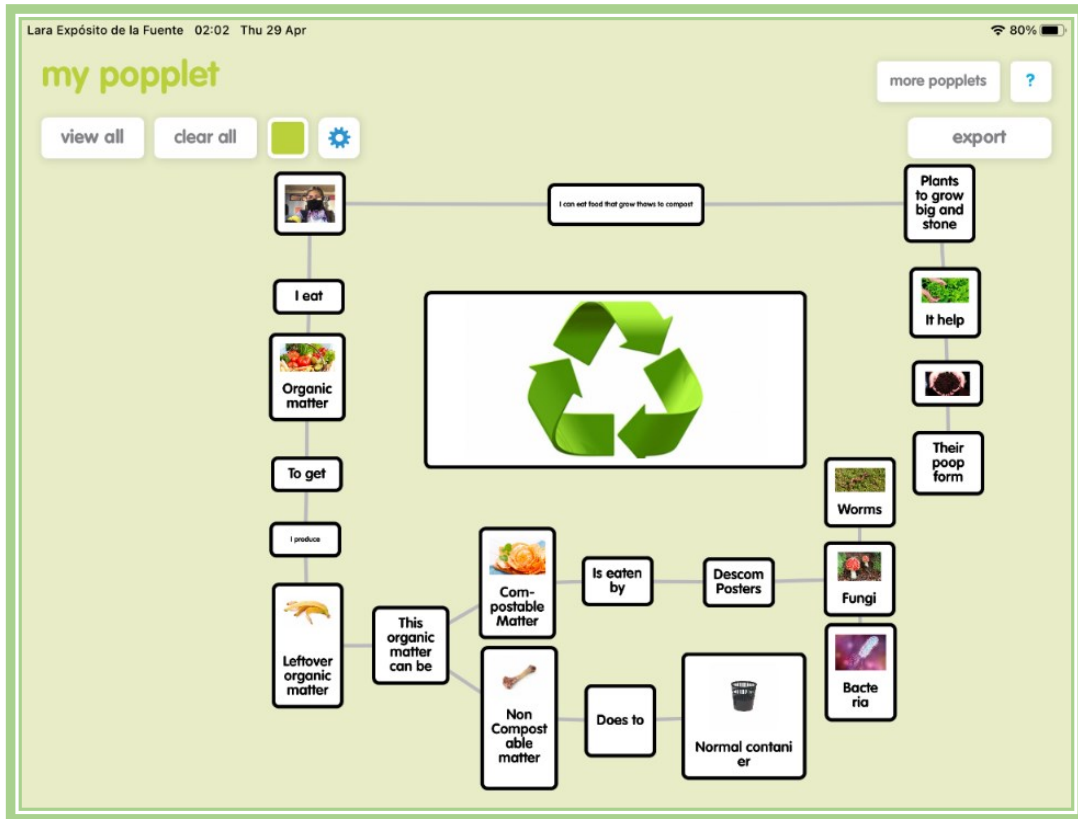 Lara Expósito de la Fuente 02:02 Thu 29 Apr
80%
my popplet
more popplets
?
view all
clear all
export
I can eat food that grow thaws to compost
Plants
to grow
big and
stone
I eat
It help
Organic
matter
Their
poop
form
To get
Worms
I produce
Com-
postable
Matter
Is eaten
by
Descom
Posters
Fungi
This
organic
matter
can be
Leftover
organic
matter
Bacte
ria
Non
Compost
able
matter
Does to
Normal contani
er